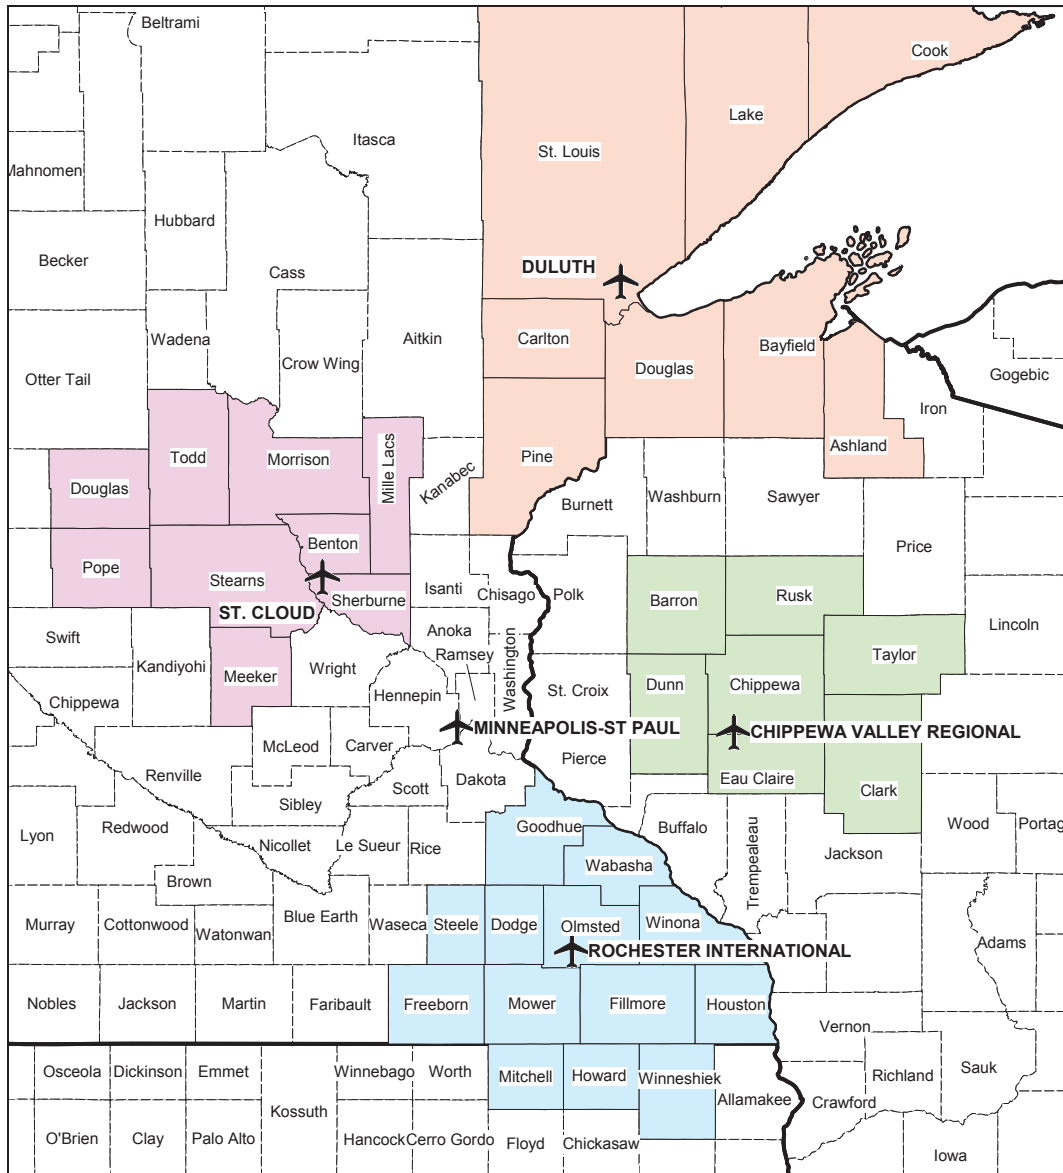 Beltrami
Cook
Lake
Itasca
St. Louis
Mahnomen
Hubbard
Becker
Cass
DULUTH
Wadena
Aitkin
Carlton
Bayfield
Crow Wing
Douglas
Otter Tail
Gogebic
Iron
Ashland
Todd
Morrison
Mille Lacs
Pine
Kanabec
Douglas
Burnett
Washburn
Sawyer
Benton
Price
Pope
Stearns
Isanti
Chisago
Polk
Barron
Rusk
ST. CLOUD
Sherburne
Swift
Anoka
Lincoln
Kandiyohi
Ramsey
Washington
Taylor
Wright
Meeker
Dunn
Chippewa
Hennepin
St. Croix
Chippewa
MINNEAPOLIS-ST PAUL
CHIPPEWA VALLEY REGIONAL
McLeod
Carver
Pierce
Renville
Dakota
Eau Claire
Scott
Clark
Sibley
Goodhue
Redwood
Buffalo
Wood
Portag
Lyon
Nicollet
Le Sueur
Rice
Trempealeau
Jackson
Wabasha
Brown
Murray
Cottonwood
Blue Earth
Waseca
Steele
Dodge
Olmsted
Winona
Watonwan
Adams
ROCHESTER INTERNATIONAL
Nobles
Jackson
Martin
Faribault
Freeborn
Mower
Fillmore
Houston
Vernon
Osceola
Dickinson
Emmet
Winnebago
Worth
Mitchell
Howard
Winneshiek
Richland
Sauk
Kossuth
Allamakee
Crawford
O'Brien
Clay
Palo Alto
Hancock
Cerro Gordo
Floyd
Chickasaw
Iowa